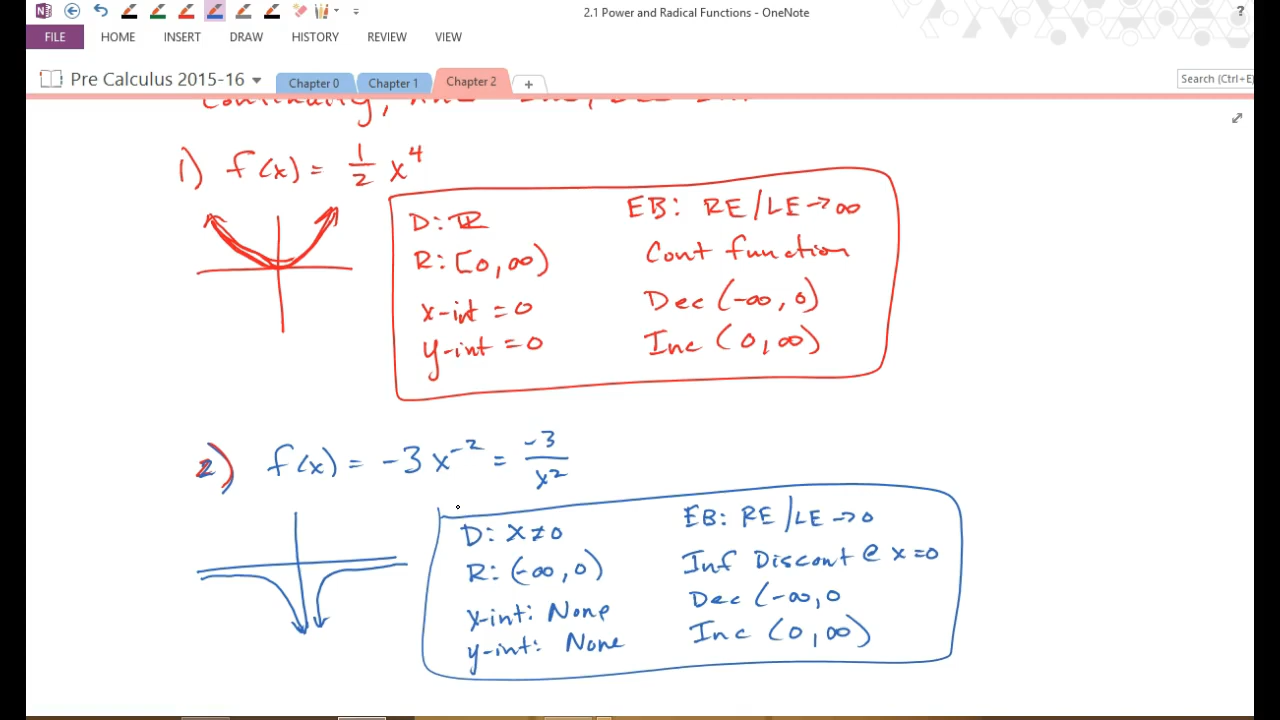 2.1 Power and Radical Functions - OneNote
?
FILE HOME INSERT DRAW HISTORY REVIEW VIEW
Pre Calculus 2015-16 Chapter 0 Chapter 1 Chapter 2 + Search (Ctrl+E)
1) f(x) = 1/2 x^4
D: ℝ
R: [0, ∞)
x-int = 0
y-int = 0
EB: RE/LE → ∞
Cont function
Dec (-∞, 0)
Inc (0, ∞)
2) f(x) = -3x^-2 = -3/x^2
D: x ≠ 0
R: (-∞, 0)
x-int: None
y-int: None
EB: RE/LE → 0
Inf Discont @ x=0
Dec (-∞, 0
Inc (0, ∞)